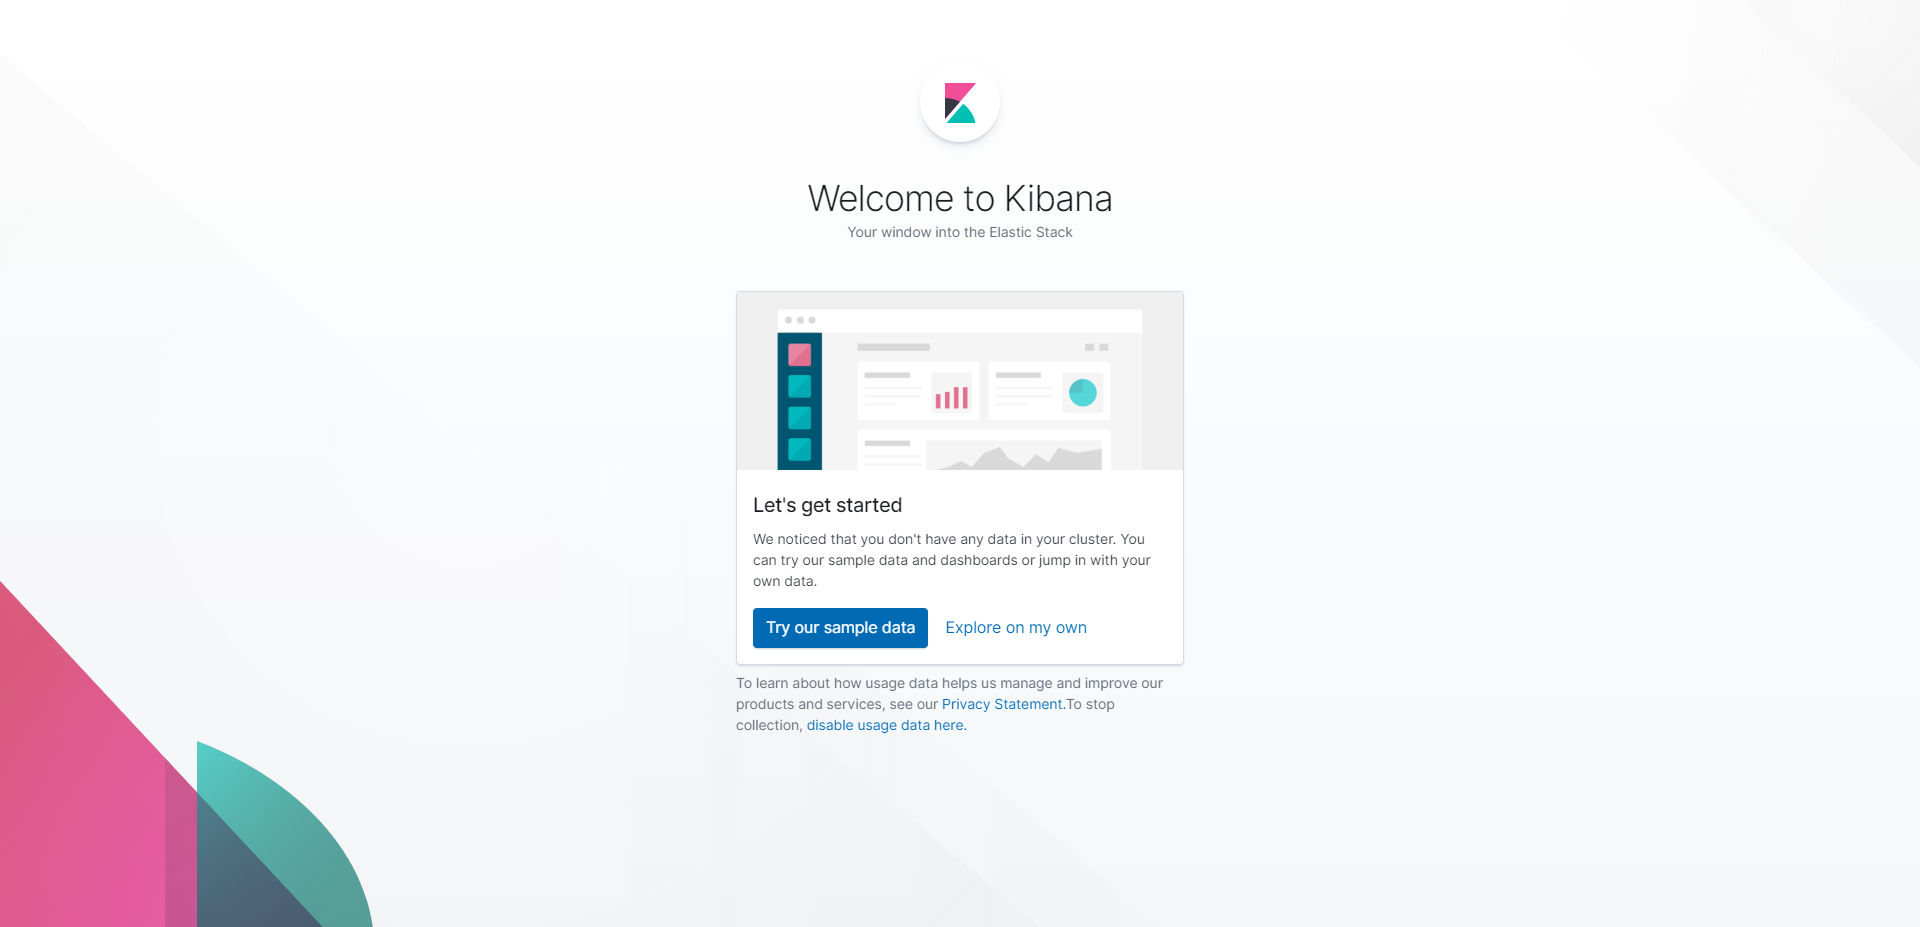 Welcome to Kibana
Your window into the Elastic Stack
Let's get started
We noticed that you don't have any data in your cluster. You
can try our sample data and dashboards or jump in with your
own data.
Try our sample data
Explore on my own
To learn about how usage data helps us manage and improve our
products and services, see our Privacy Statement.To stop
collection, disable usage data here.